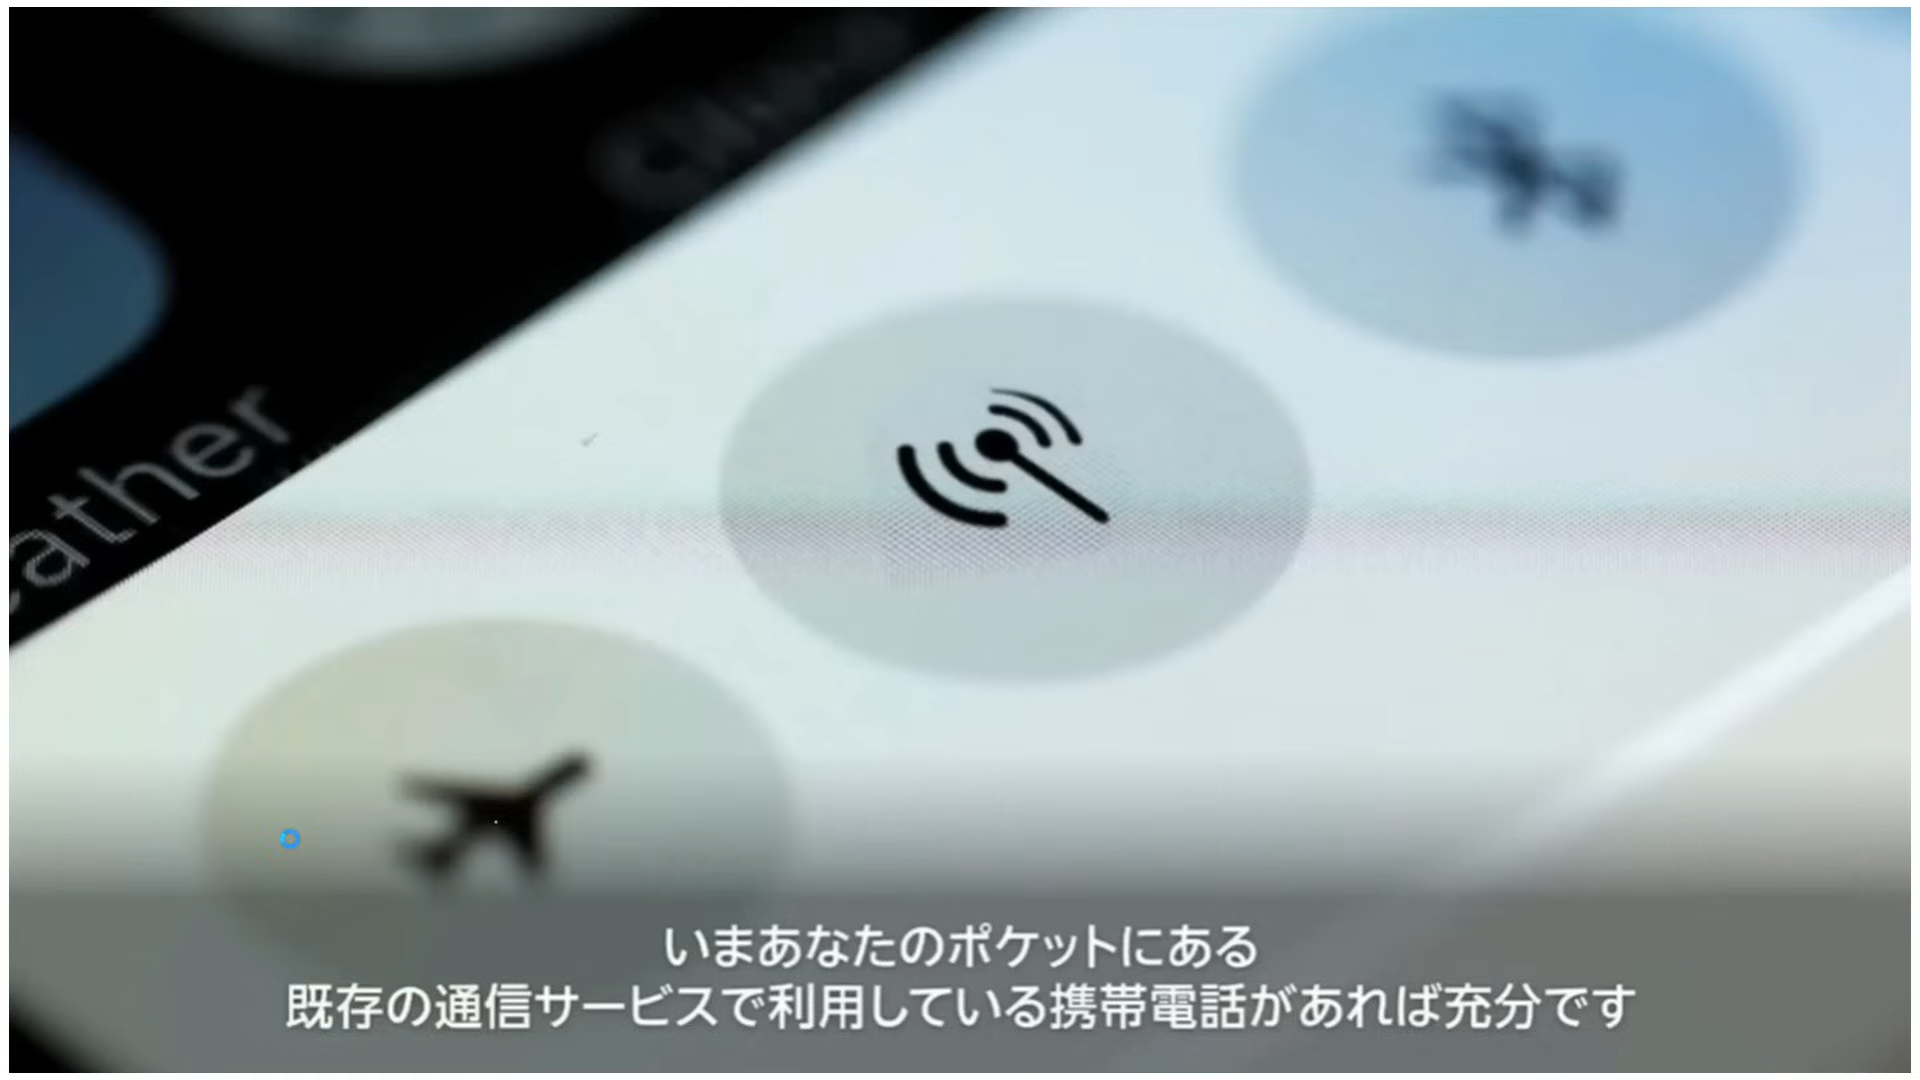 ather
いまあなたのポケットにある
既存の通信サービスで利用している携帯電話があれば充分です